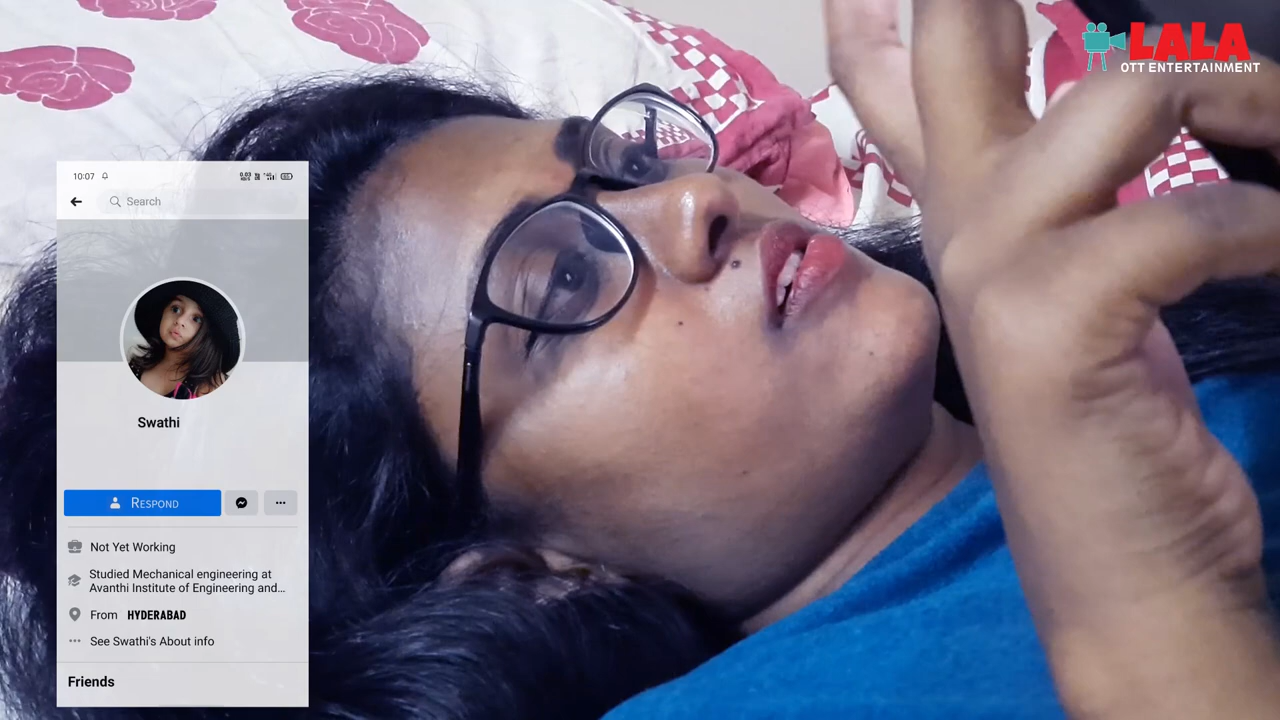 LALA
OTT ENTERTAINMENT
10:07
Search
Swathi
RESPOND
Not Yet Working
Studied Mechanical engineering at
Avanthi Institute of Engineering and...
From HYDERABAD
See Swathi's About info
Friends